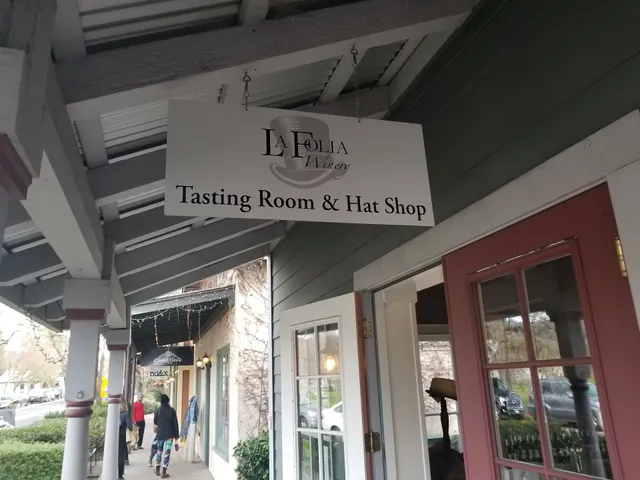 LA FOLIA
Winery
Tasting Room & Hat Shop